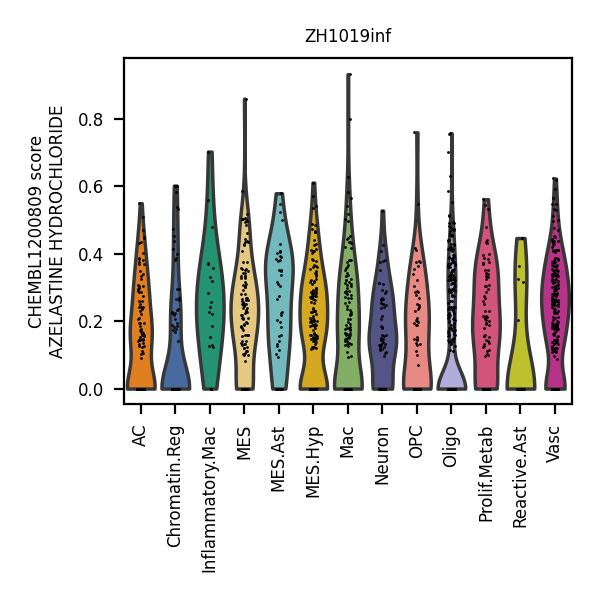 ZH1019inf
CHEMBL1200809 score
AZELASTINE HYDROCHLORIDE
0.8
0.6
0.4
0.2
0.0
AC
Chromatin.Reg
Inflammatory.Mac
MES
MES.Ast
MES.Hyp
Mac
Neuron
OPC
Oligo
Prolif.Metab
Reactive.Ast
Vasc